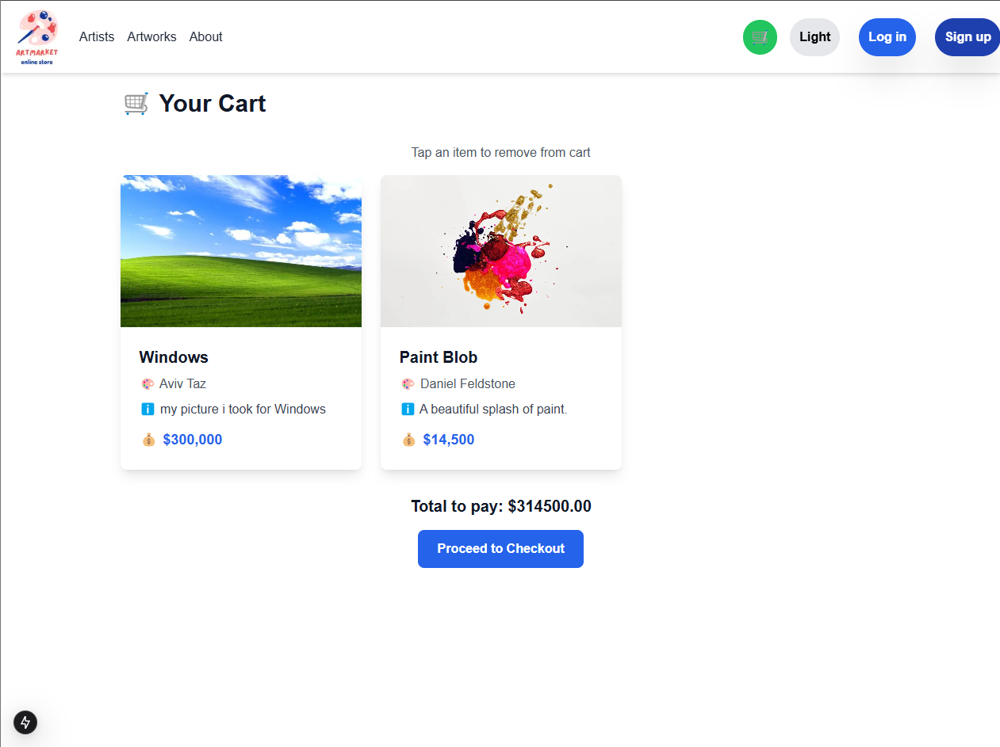 ARTMARKET
online store
Artists Artworks About
Light
Log in
Sign up
Your Cart
Tap an item to remove from cart
Windows
Aviv Taz
my picture i took for Windows
$300,000
Paint Blob
Daniel Feldstone
A beautiful splash of paint.
$14,500
Total to pay: $314500.00
Proceed to Checkout